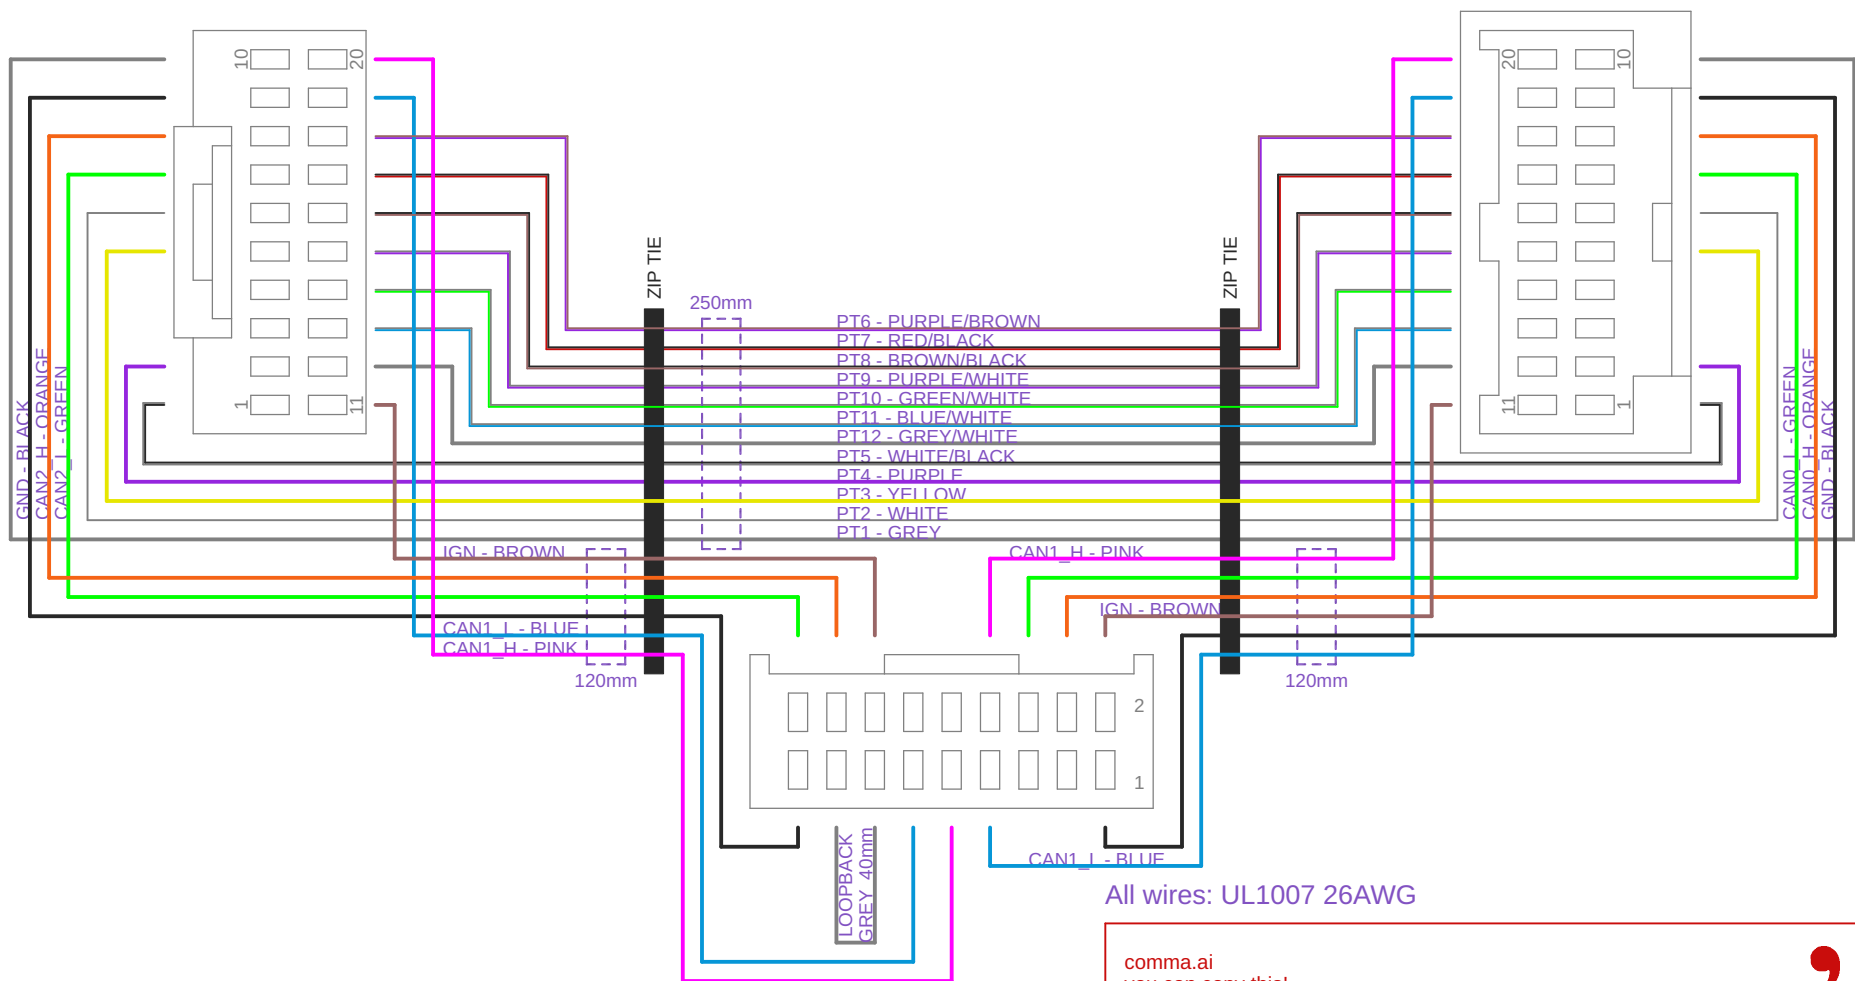 10
20
20
10
ZIP TIE
ZIP TIE
250mm
PT6 - PURPLE/BROWN
PT7 - RED/BLACK
PT8 - BROWN/BLACK
PT9 - PURPLE/WHITE
PT10 - GREEN/WHITE
PT11 - BLUE/WHITE
PT12 - GREY/WHITE
PT5 - WHITE/BLACK
PT4 - PURPLE
PT3 - YELLOW
PT2 - WHITE
PT1 - GREY
1
11
11
1
GND - BLACK
CAN2_H - ORANGE
CAN2_L - GREEN
CAN0_L - GREEN
CAN0_H - ORANGE
GND - BLACK
IGN - BROWN
CAN1_H - PINK
IGN - BROWN
CAN1_L - BLUE
CAN1_H - PINK
120mm
120mm
2
1
LOOPBACK
GREY 40mm
CAN1_L - BLUE
All wires: UL1007 26AWG
comma.ai
you can copy this!